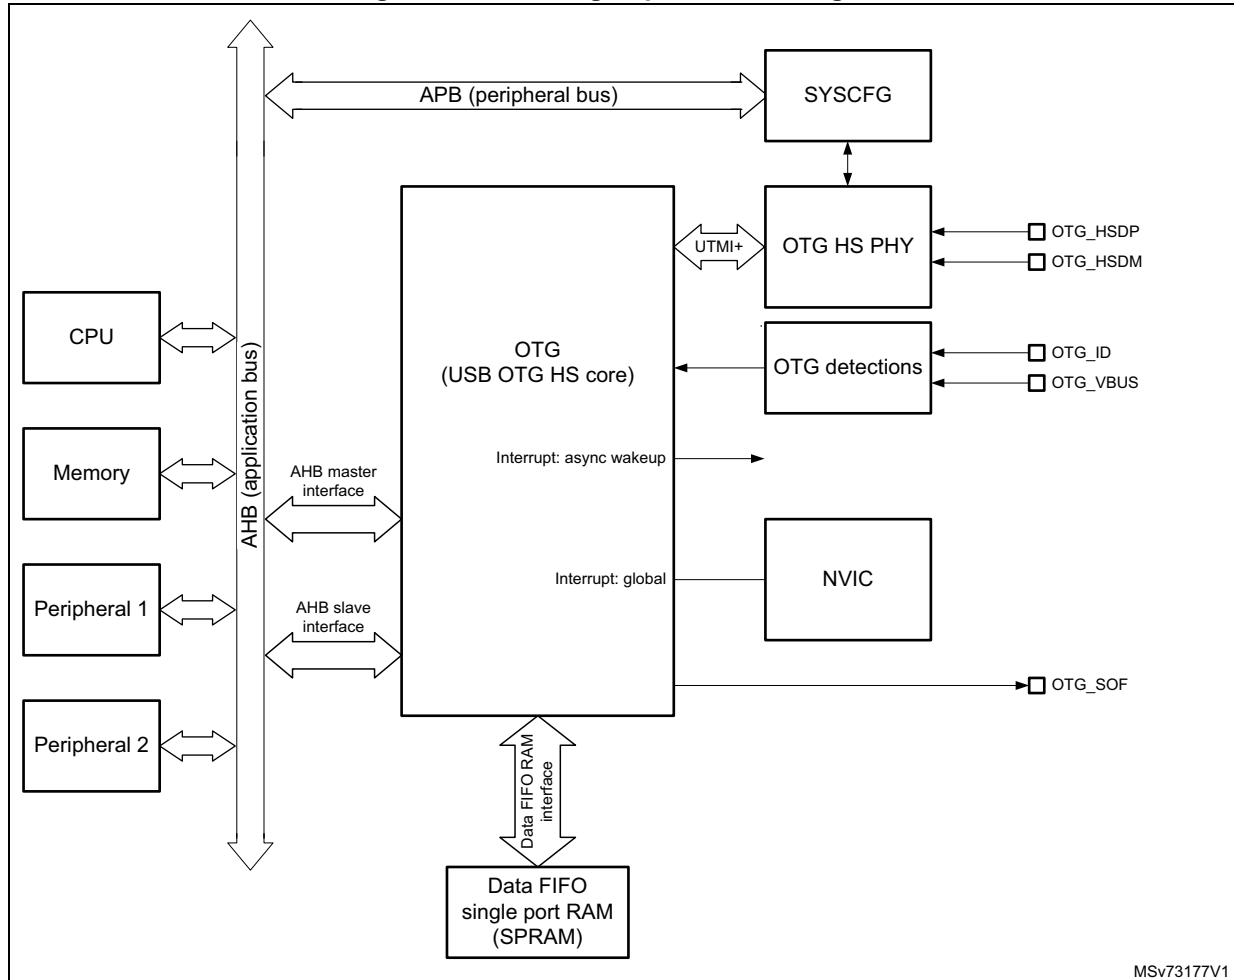 APB (peripheral bus)
SYSCFG
UTMI+
OTG HS PHY
OTG_HSDP
OTG_HSDM
CPU
AHB (application bus)
OTG
(USB OTG HS core)
OTG detections
OTG_ID
OTG_VBUS
Memory
AHB master
interface
Interrupt: async wakeup
Peripheral 1
AHB slave
interface
Interrupt: global
NVIC
OTG_SOF
Peripheral 2
Data FIFO RAM
interface
Data FIFO
single port RAM
(SPRAM)
MSv73177V1